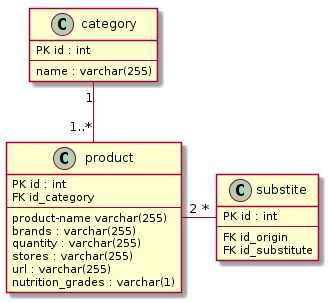 C category
PK id : int
name : varchar(255)
1
1..*
C product
PK id : int
FK id_category
product-name varchar(255)
brands : varchar(255)
quantity : varchar(255)
stores : varchar(255)
url : varchar(255)
nutrition_grades : varchar(1)
2 *
C substite
PK id : int
FK id_origin
FK id_substitute